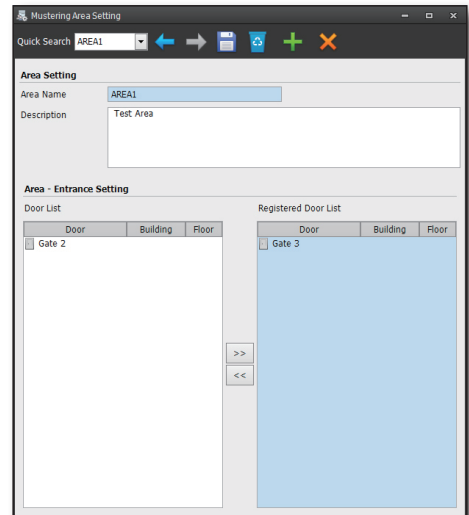 Mustering Area Setting
Quick Search AREA1
Area Setting
Area Name AREA1
Description Test Area
Area - Entrance Setting
Door List Registered Door List
Door Building Floor Door Building Floor
Gate 2 Gate 3
>>
<<